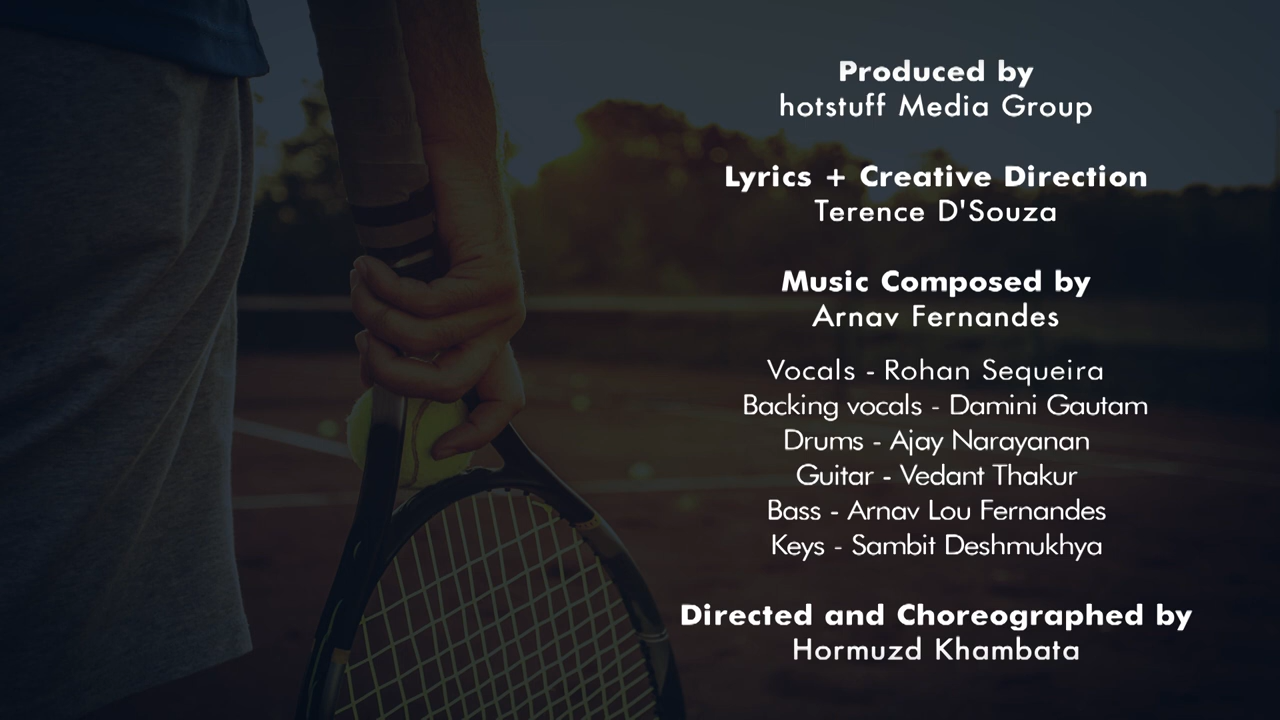 Produced by
hotstuff Media Group
Lyrics + Creative Direction
Terence D'Souza
Music Composed by
Arnav Fernandes
Vocals - Rohan Sequeira
Backing vocals - Damini Gautam
Drums - Ajay Narayanan
Guitar - Vedant Thakur
Bass - Arnav Lou Fernandes
Keys - Sambit Deshmukhya
Directed and Choreographed by
Hormuzd Khambata